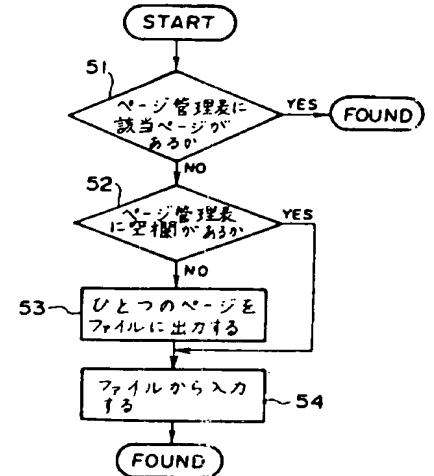 START
51
ページ管理表に
該当ページが
あるか
YES
FOUND
NO
52
ページ管理表
に空欄があるか
YES
NO
53
ひとつのページを
ファイルに出力する
ファイルから入力
する
54
FOUND